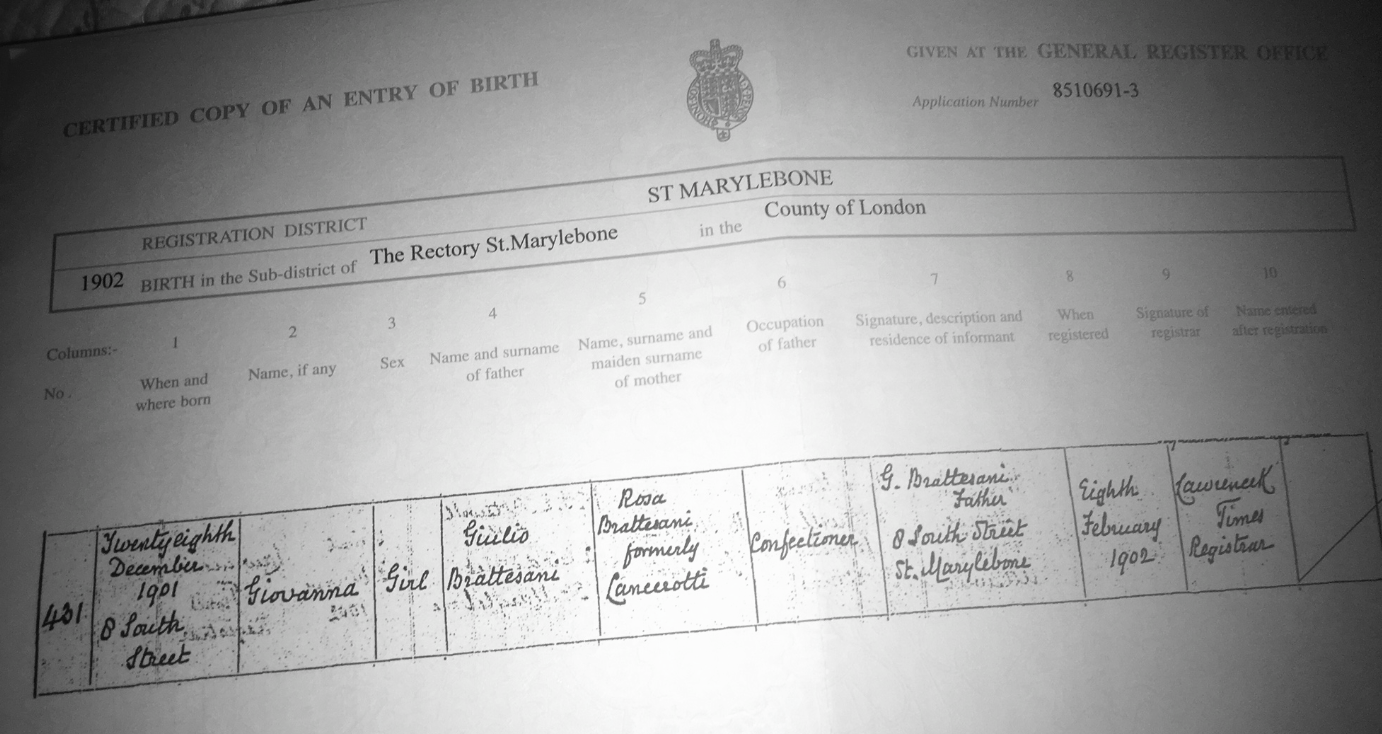 CERTIFIED COPY OF AN ENTRY OF BIRTH
GIVEN AT THE GENERAL REGISTER OFFICE
Application Number 8510691-3
REGISTRATION DISTRICT ST MARYLEBONE
1902 BIRTH in the Sub-district of The Rectory St.Marylebone in the County of London
Columns:- 1 2 3 4 5 6 7 8 9 10
No.
When and
where born
Name, if any
Sex
Name and surname
of father
Name, surname and
maiden surname
of mother
Occupation
of father
Signature, description and
residence of informant
When
registered
Signature of
registrar
Name entered
after registration
431
Twenty eighth
December
1901
8 South
Street
Giovanna
Girl
Giulio
Brattesani
Rosa
Brattesani
formerly
Lancerotti
Confectioner
G. Brattesani
Father
8 South Street
St. Marylebone
Eighth
February
1902
Times
Registrar